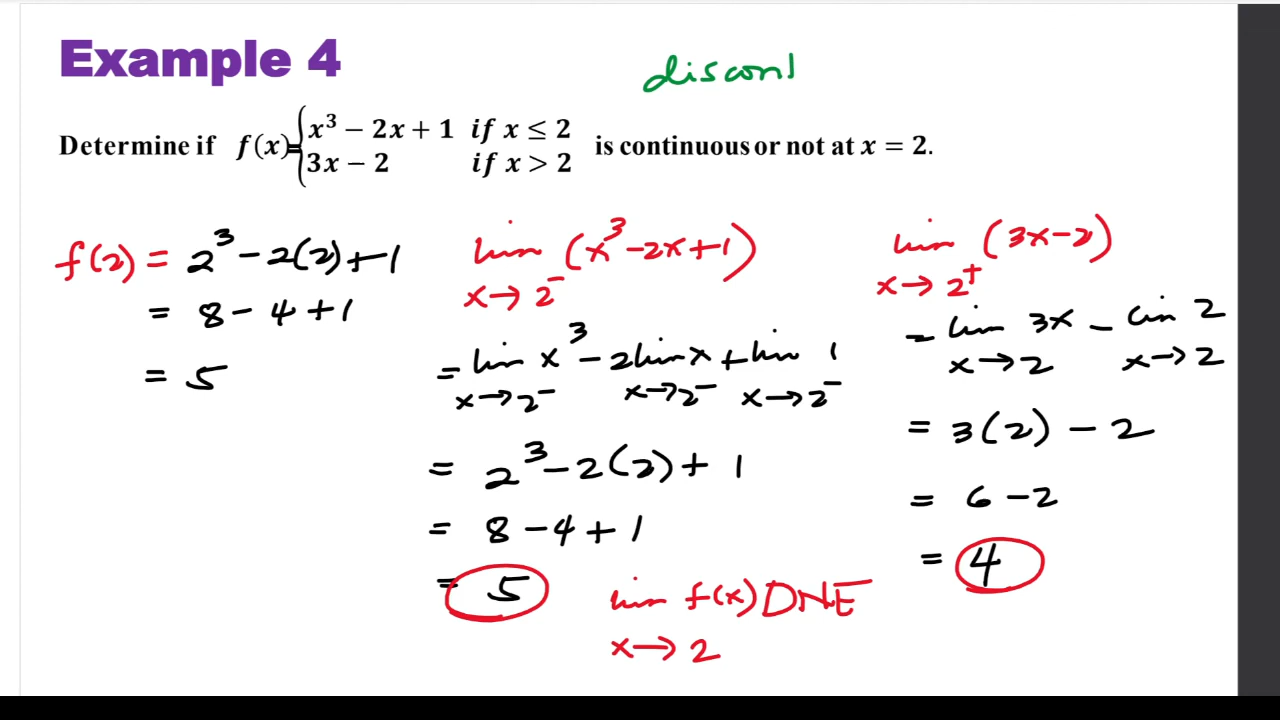 Example 4
discont
Determine if f(x)= { x³ − 2x + 1 if x ≤ 2
3x − 2 if x > 2 is continuous or not at x = 2.
f(2) = 2³ − 2(2) + 1
= 8 − 4 + 1
= 5
lim (x³ − 2x + 1)
x → 2⁻
= lim x³ − 2 lim x + lim 1
x → 2⁻ x → 2⁻ x → 2⁻
= 2³ − 2(2) + 1
= 8 − 4 + 1
= 5
lim f(x) DNE
x → 2
lim (3x − 2)
x → 2⁺
= lim 3x − lim 2
x → 2 x → 2
= 3(2) − 2
= 6 − 2
= 4